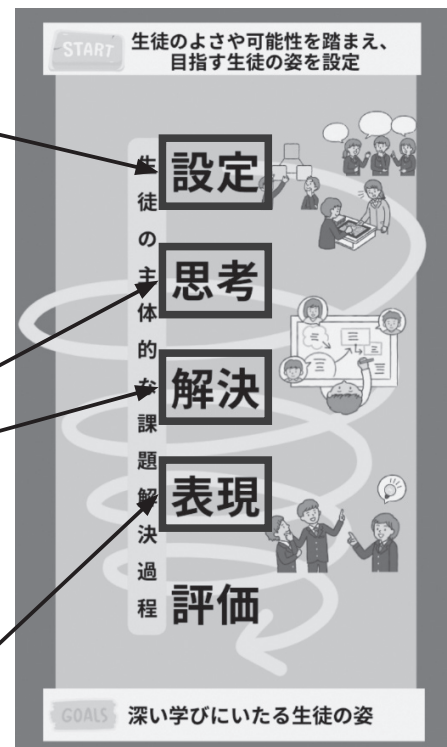 START
生徒のよさや可能性を踏まえ、
目指す生徒の姿を設定
生徒の主体的な課題解決過程
設定
思考
解決
表現
評価
GOALS
深い学びにいたる生徒の姿